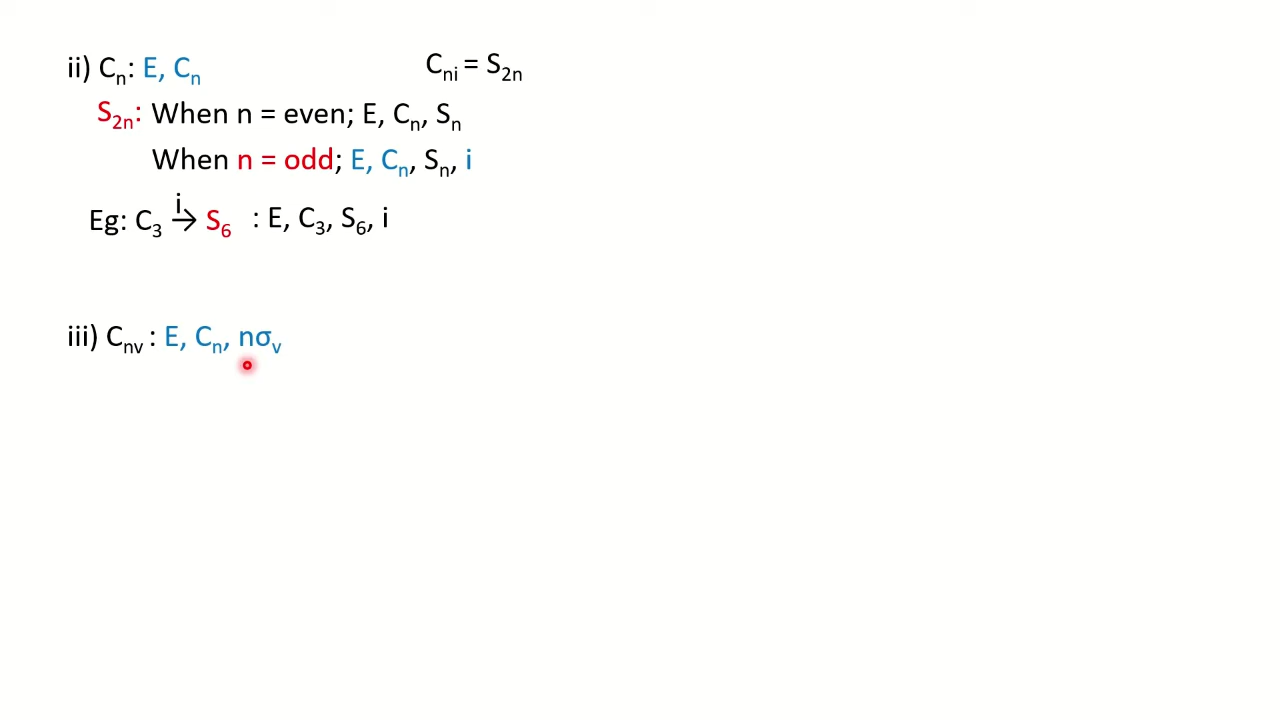 ii) Cn: E, Cn
Cni = S2n
S2n: When n = even; E, Cn, Sn
When n = odd; E, Cn, Sn, i
i
Eg: C3 → S6 : E, C3, S6, i
iii) Cnv : E, Cn, nσv